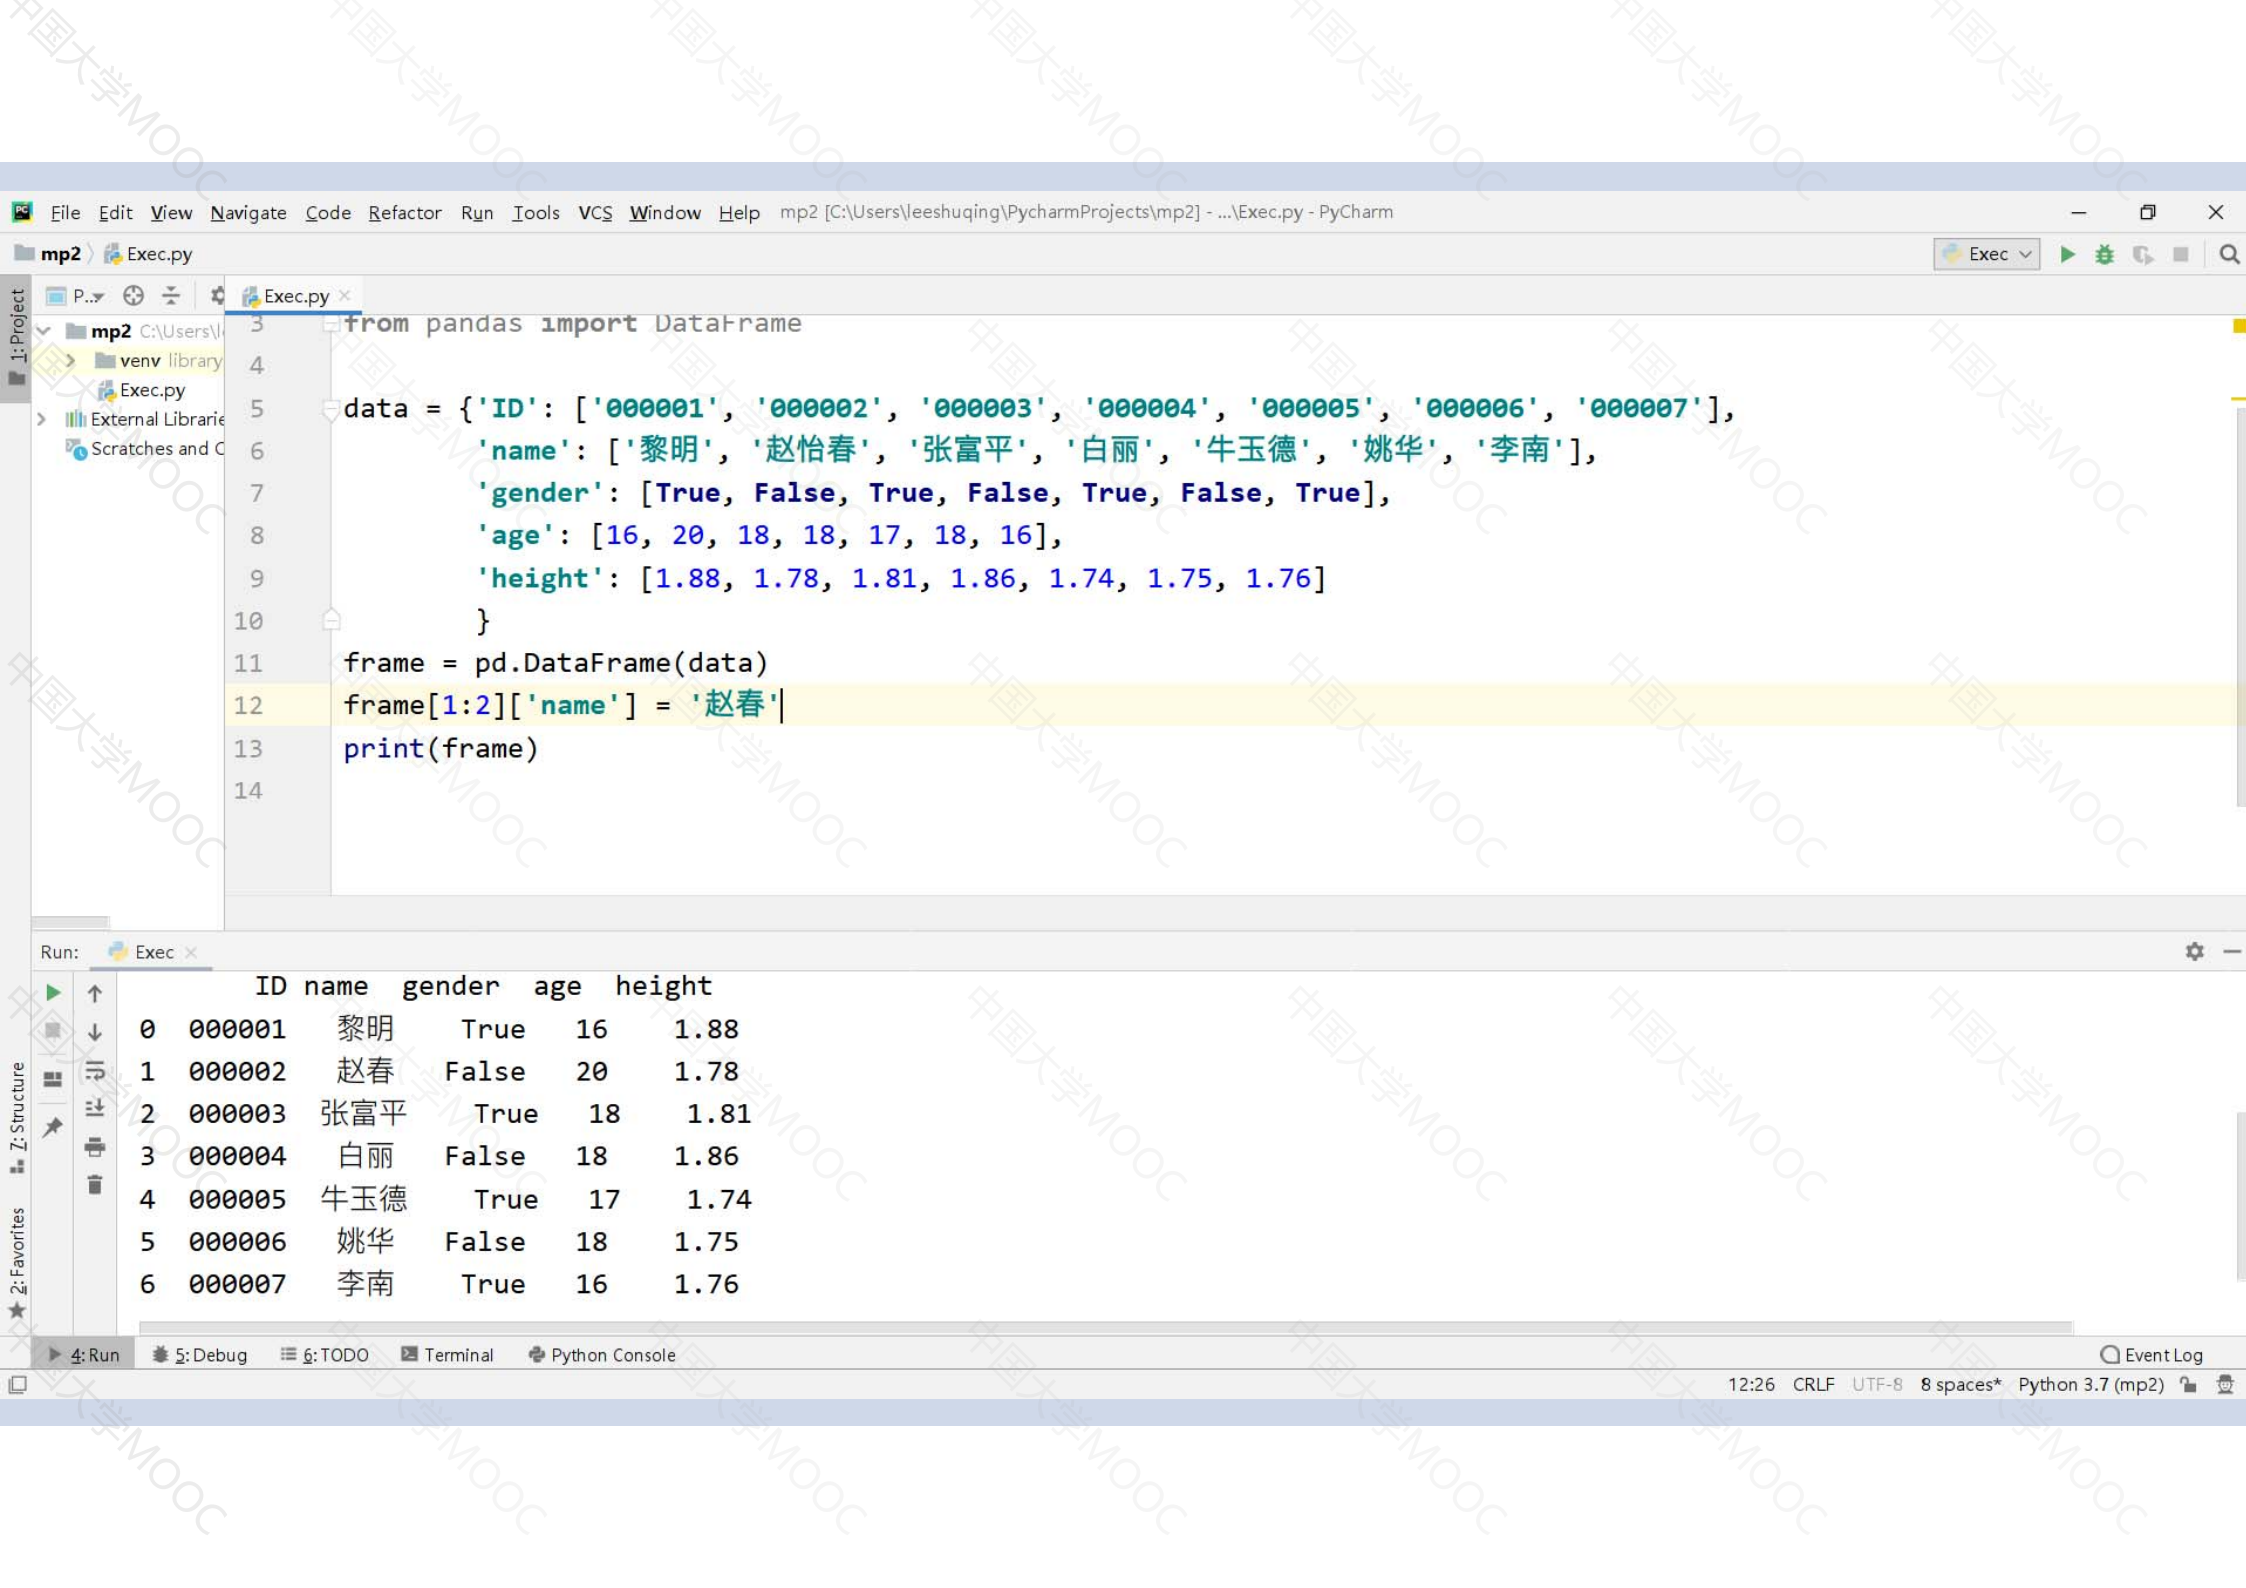 File Edit View Navigate Code Refactor Run Tools VCS Window Help mp2 [C:\Users\leeshuqing\PycharmProjects\mp2] - ...\Exec.py - PyCharm
mp2 Exec.py Exec
1: Project
P... Exec.py
mp2 C:\Users\l
venv library
Exec.py
External Librarie
Scratches and C
3 from pandas import DataFrame
4
5 data = {'ID': ['000001', '000002', '000003', '000004', '000005', '000006', '000007'],
6 'name': ['黎明', '赵怡春', '张富平', '白丽', '牛玉德', '姚华', '李南'],
7 'gender': [True, False, True, False, True, False, True],
8 'age': [16, 20, 18, 18, 17, 18, 16],
9 'height': [1.88, 1.78, 1.81, 1.86, 1.74, 1.75, 1.76]
10 }
11 frame = pd.DataFrame(data)
12 frame[1:2]['name'] = '赵春'
13 print(frame)
14
Run: Exec
ID name gender age height
0 000001 黎明 True 16 1.88
1 000002 赵春 False 20 1.78
2 000003 张富平 True 18 1.81
3 000004 白丽 False 18 1.86
4 000005 牛玉德 True 17 1.74
5 000006 姚华 False 18 1.75
6 000007 李南 True 16 1.76
Z: Structure
2: Favorites
4: Run 5: Debug 6: TODO Terminal Python Console Event Log
12:26 CRLF UTF-8 8 spaces* Python 3.7 (mp2)
中国大学MOOC